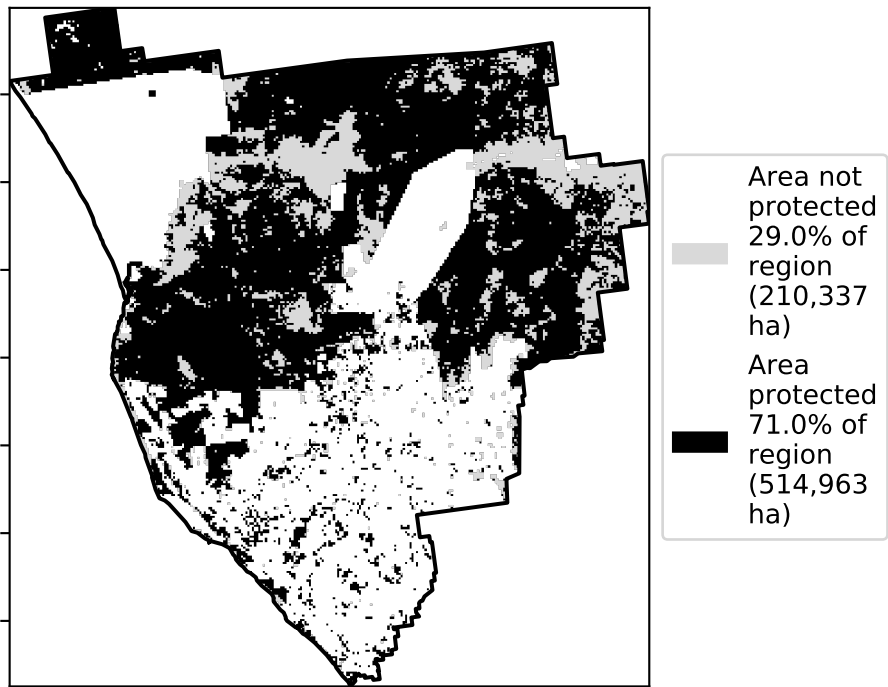 Area not
protected
29.0% of
region
(210,337
ha)
Area
protected
71.0% of
region
(514,963
ha)